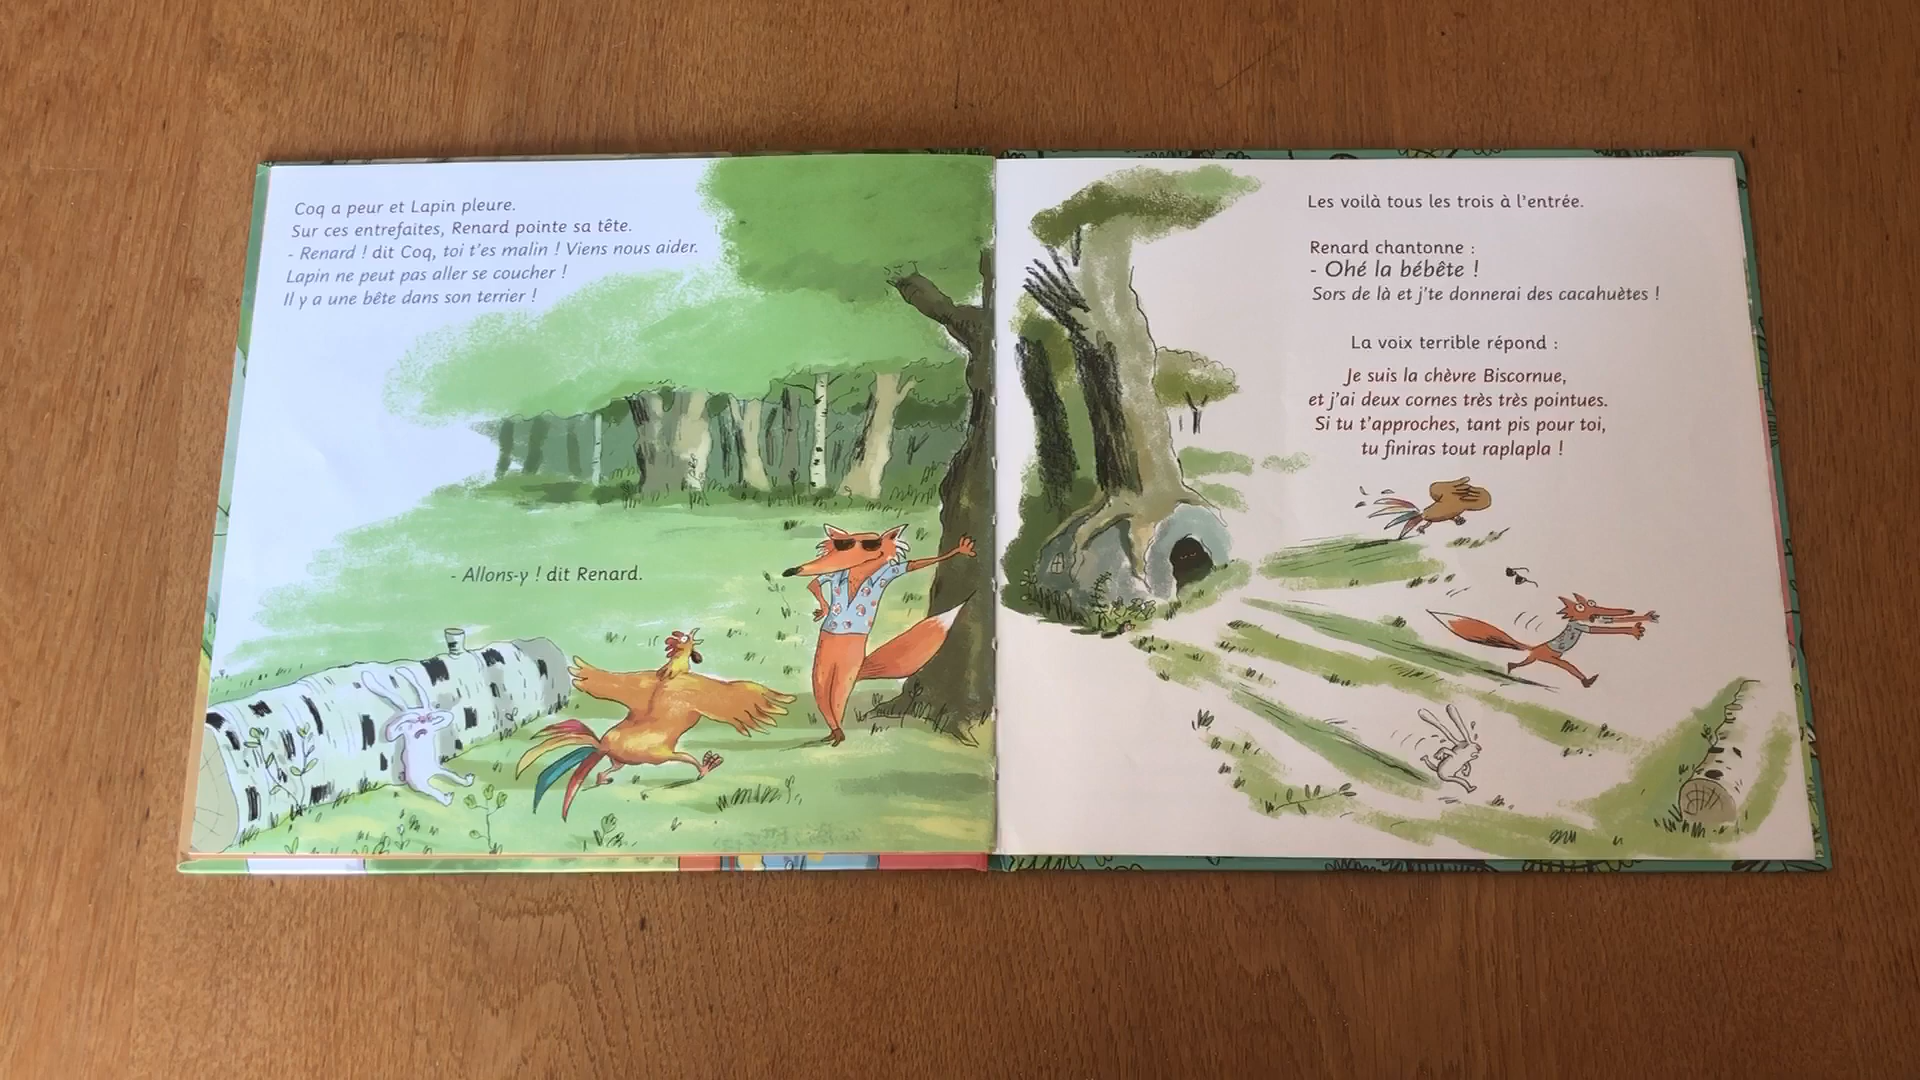 Coq a peur et Lapin pleure.
Sur ces entrefaites, Renard pointe sa tête.
- Renard ! dit Coq, toi t'es malin ! Viens nous aider.
Lapin ne peut pas aller se coucher !
Il y a une bête dans son terrier !
- Allons-y ! dit Renard.
Les voilà tous les trois à l'entrée.
Renard chantonne :
- Ohé la bébête !
Sors de là et j'te donnerai des cacahuètes !
La voix terrible répond :
Je suis la chèvre Biscornue,
et j'ai deux cornes très très pointues.
Si tu t'approches, tant pis pour toi,
tu finiras tout raplapla !